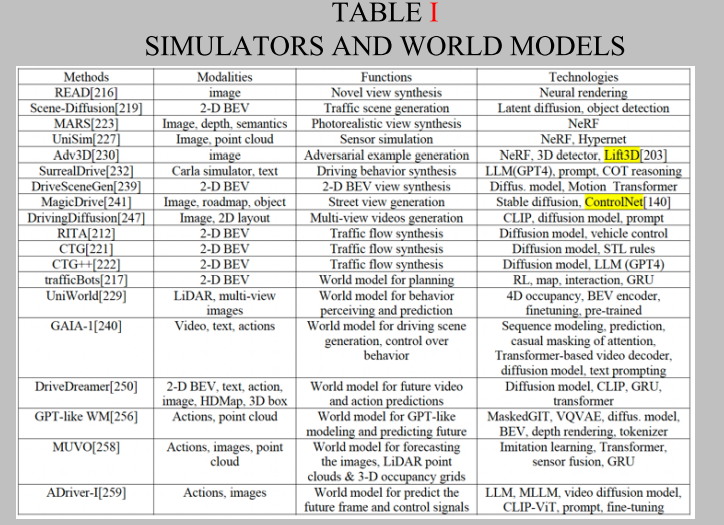 TABLE I
SIMULATORS AND WORLD MODELS
Methods Modalities Functions Technologies
READ[216] image Novel view synthesis Neural rendering
Scene-Diffusion[219] 2-D BEV Traffic scene generation Latent diffusion, object detection
MARS[223] Image, depth, semantics Photorealistic view synthesis NeRF
UniSim[227] Image, point cloud Sensor simulation NeRF, Hypernet
Adv3D[230] image Adversarial example generation NeRF, 3D detector, Lift3D[203]
SurrealDrive[232] Carla simulator, text Driving behavior synthesis LLM(GPT4), prompt, COT reasoning
DriveSceneGen[239] 2-D BEV 2-D BEV view synthesis Diffus. model, Motion Transformer
MagicDrive[241] Image, roadmap, object Street view generation Stable diffusion, ControlNet[140]
DrivingDiffusion[247] Image, 2D layout Multi-view videos generation CLIP, diffusion model, prompt
RITA[212] 2-D BEV Traffic flow synthesis Diffusion model, vehicle control
CTG[221] 2-D BEV Traffic flow synthesis Diffusion model, STL rules
CTG++[222] 2-D BEV Traffic flow synthesis Diffusion model, LLM (GPT4)
trafficBots[217] 2-D BEV World model for planning RL, map, interaction, GRU
UniWorld[229] LiDAR, multi-view World model for behavior 4D occupancy, BEV encoder,
images perceiving and prediction finetuning, pre-trained
GAIA-1[240] Video, text, actions World model for driving scene Sequence modeling, prediction,
generation, control over casual masking of attention,
behavior Transformer-based video decoder,
diffusion model, text prompting
DriveDreamer[250] 2-D BEV, text, action, World model for future video Diffusion model, CLIP, GRU,
image, HDMap, 3D box and action predictions transformer
GPT-like WM[256] Actions, point cloud World model for GPT-like MaskedGIT, VQVAE, diffus. model,
modeling and predicting future BEV, depth rendering, tokenizer
MUVO[258] Actions, images, point World model for forecasting Imitation learning, Transformer,
cloud the images, LiDAR point sensor fusion, GRU
clouds & 3-D occupancy grids
ADriver-I[259] Actions, images World model for predict the LLM, MLLM, video diffusion model,
future frame and control signals CLIP-ViT, prompt, fine-tuning